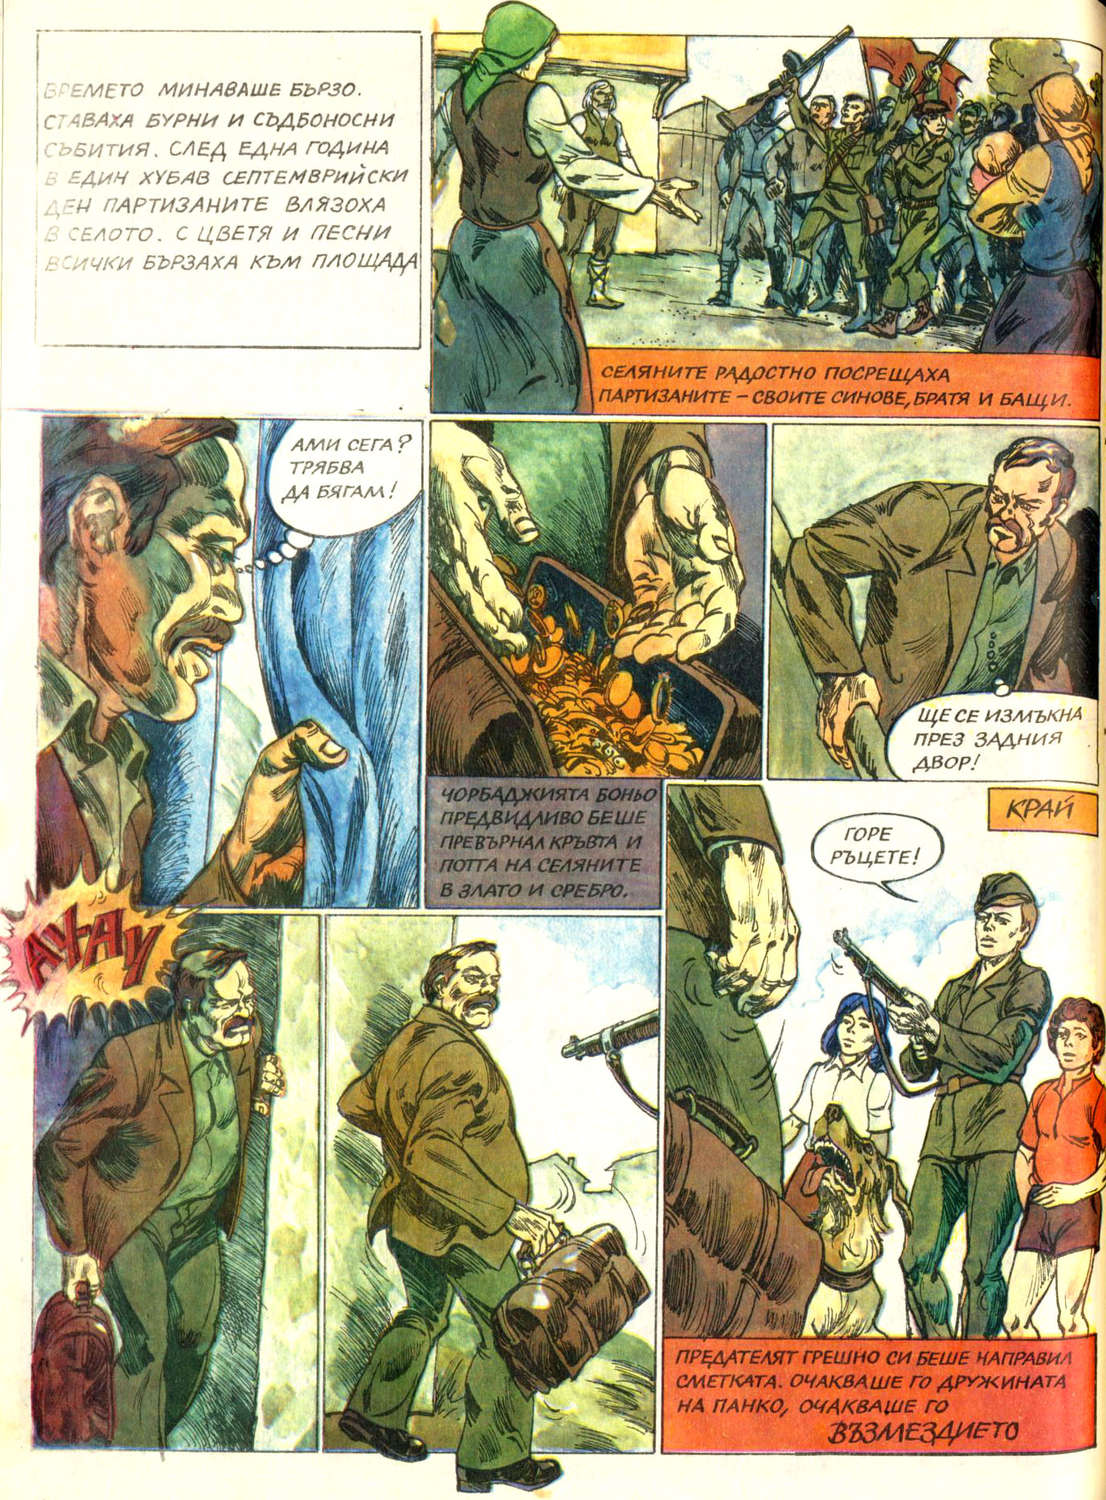 ВРЕМЕТО МИНАВАШЕ БЪРЗО.
СТАВАХА БУРНИ И СЪДБОНОСНИ
СЪБИТИЯ. СЛЕД ЕДНА ГОДИНА
В ЕДИН ХУБАВ СЕПТЕМВРИЙСКИ
ДЕН ПАРТИЗАНИТЕ ВЛЯЗОХА
В СЕЛОТО. С ЦВЕТЯ И ПЕСНИ
ВСИЧКИ БЪРЗАХА КЪМ ПЛОЩАДА
СЕЛЯНИТЕ РАДОСТНО ПОСРЕЩАХА
ПАРТИЗАНИТЕ – СВОИТЕ СИНОВЕ, БРАТЯ И БАЩИ.
АМИ СЕГА?
ТРЯБВА
ДА БЯГАМ!
ЧОРБАДЖИЯТА БОНЬО
ПРЕДВИДЛИВО БЕШЕ
ПРЕВЪРНАЛ КРЪВТА И
ПОТТА НА СЕЛЯНИТЕ
В ЗЛАТО И СРЕБРО.
ЩЕ СЕ ИЗМЪКНА
ПРЕЗ ЗАДНИЯ
ДВОР!
АУ-АУ
ГОРЕ
РЪЦЕТЕ!
КРАЙ
ПРЕДАТЕЛЯТ ГРЕШНО СИ БЕШЕ НАПРАВИЛ
СМЕТКАТА. ОЧАКВАШЕ ГО ДРУЖИНАТА
НА ПАНКО, ОЧАКВАШЕ ГО
ВЪЗМЕЗДИЕТО